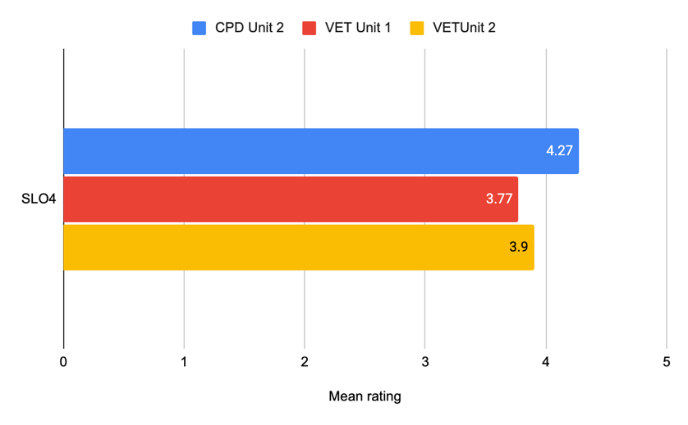 CPD Unit 2 VET Unit 1 VETUnit 2
4.27
SLO4 3.77
3.9
0 1 2 3 4 5
Mean rating